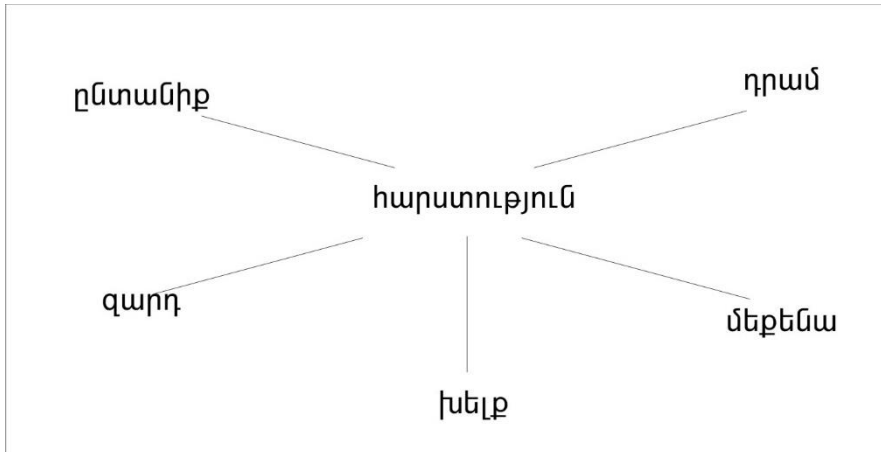 ընտանիք
դրամ
հարստություն
զարդ
մեքենա
խելք